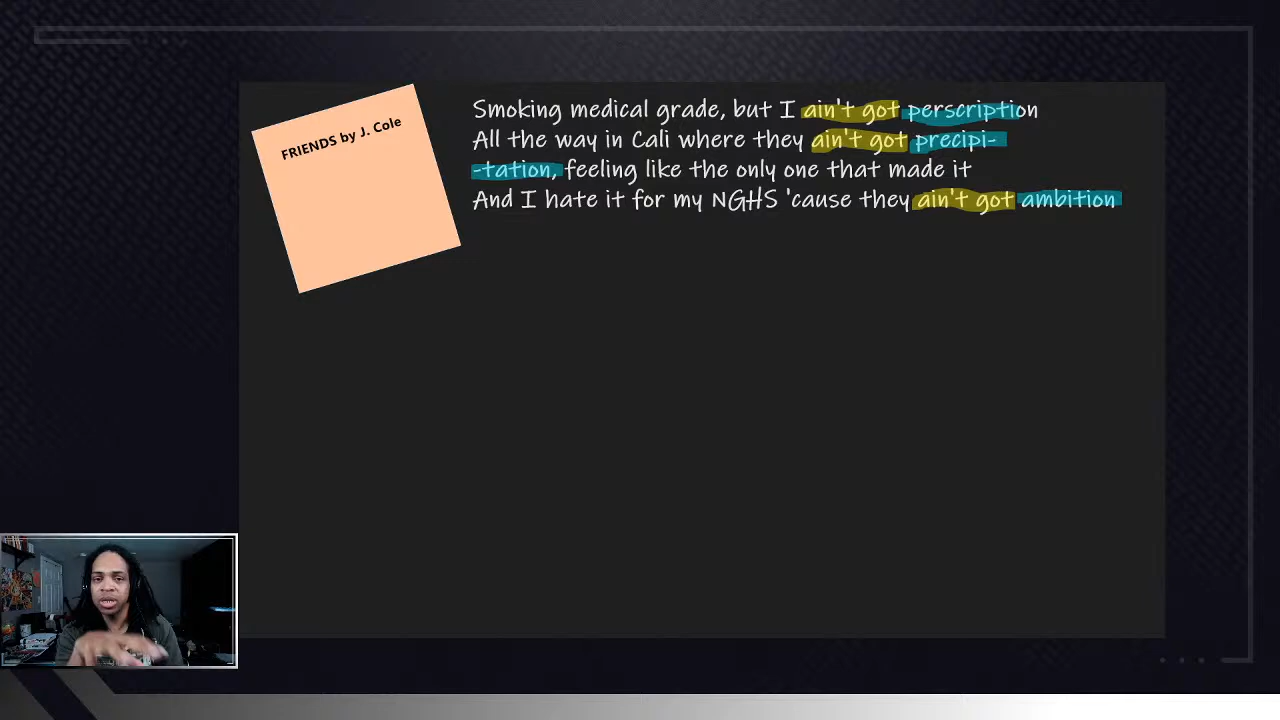 FRIENDS by J. Cole
Smoking medical grade, but I ain't got perscription
All the way in Cali where they ain't got precipi-
-tation, feeling like the only one that made it
And I hate it for my NGHS 'cause they ain't got ambition